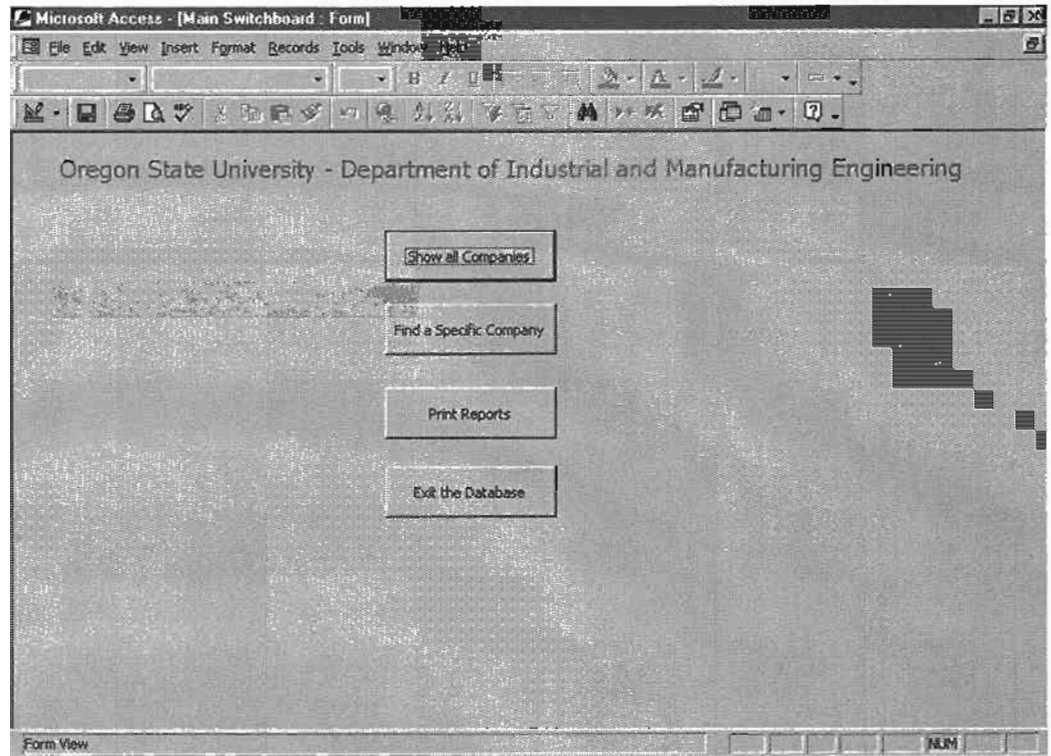 Microsoft Access - [Main Switchboard : Form]
File Edit View Insert Format Records Tools Window Help
B I U
Oregon State University - Department of Industrial and Manufacturing Engineering
Show all Companies
Find a Specific Company
Print Reports
Exit the Database
Form View NUM